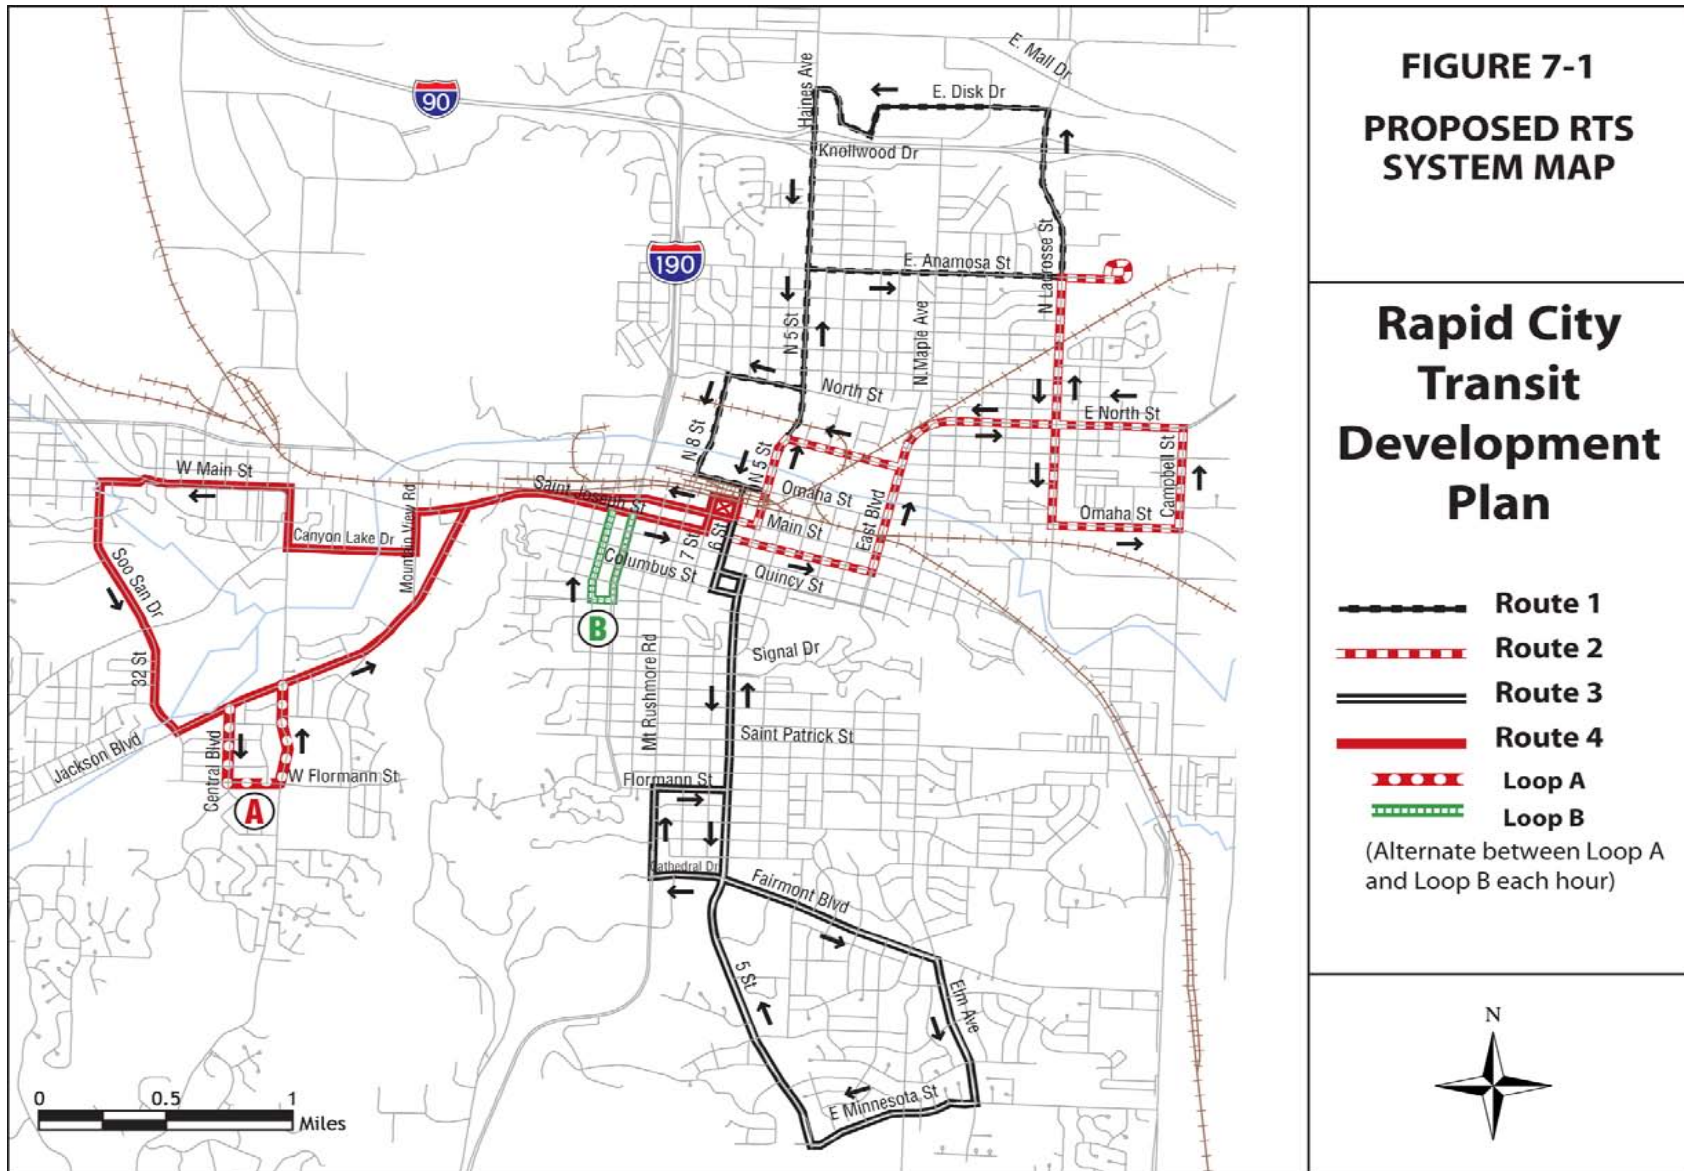 FIGURE 7-1
PROPOSED RTS
SYSTEM MAP
Rapid City
Transit
Development
Plan
Route 1
Route 2
Route 3
Route 4
Loop A
Loop B
(Alternate between Loop A
and Loop B each hour)
N
E. Mall Dr
90
Haines Ave
E. Disk Dr
Knollwood Dr
190
E. Anamosa St
N Lacrosse St
N 5 St
N.Maple Ave
North St
E North St
N 8 St
N 5 St
Campbell St
W Main St
Mountain View Rd
Saint Joseph St
Omaha St
East Blvd
Omaha St
Main St
Canyon Lake Dr
7 St
6 St
Soo San Dr
Columbus St
Quincy St
B
32 St
Mt Rushmore Rd
Signal Dr
Jackson Blvd
Central Blvd
W Flormann St
A
Saint Patrick St
Flormann St
Cathedral Dr
Fairmont Blvd
5 St
Elm Ave
E Minnesota St
0 0.5 1
Miles